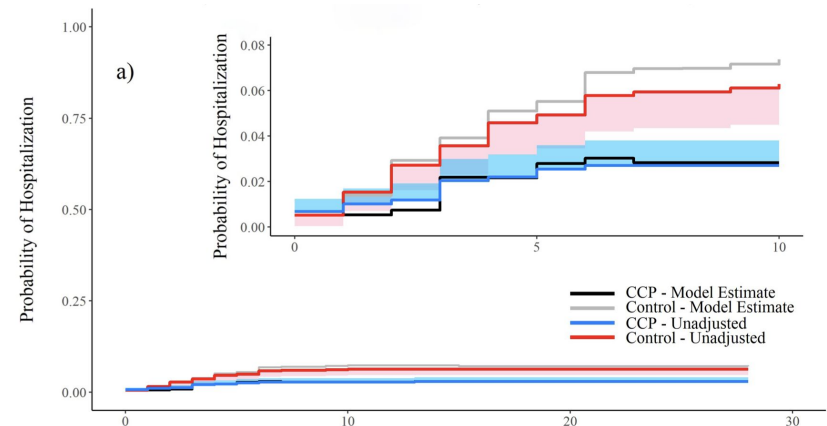 a)
Probability of Hospitalization
1.00
0.75
0.50
0.25
0.00
0
10
20
30
Probability of Hospitalization
0.08
0.06
0.04
0.02
0.00
0
5
10
CCP - Model Estimate
Control - Model Estimate
CCP - Unadjusted
Control - Unadjusted